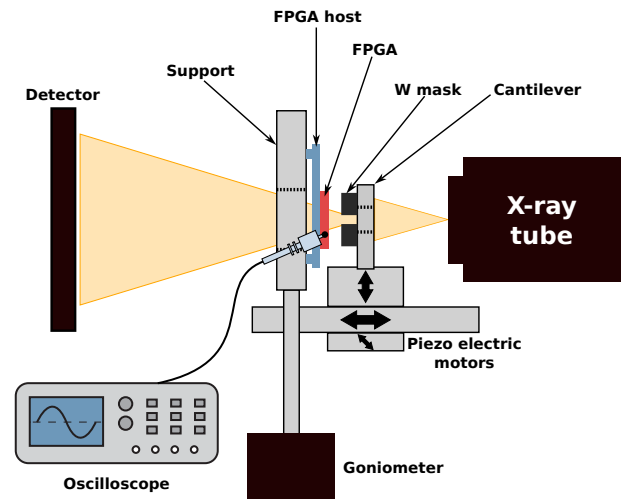 FPGA host
FPGA
Support
W mask
Cantilever
Detector
X-ray
tube
Piezo electric
motors
Goniometer
Oscilloscope